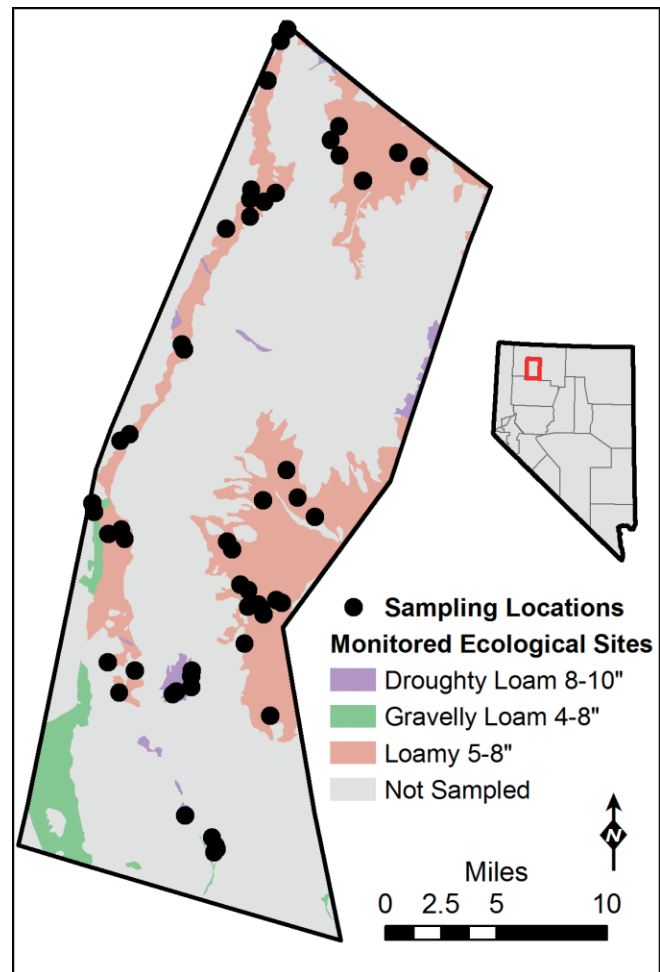 Sampling Locations
Monitored Ecological Sites
Droughty Loam 8-10"
Gravelly Loam 4-8"
Loamy 5-8"
Not Sampled
N
Miles
0 2.5 5 10